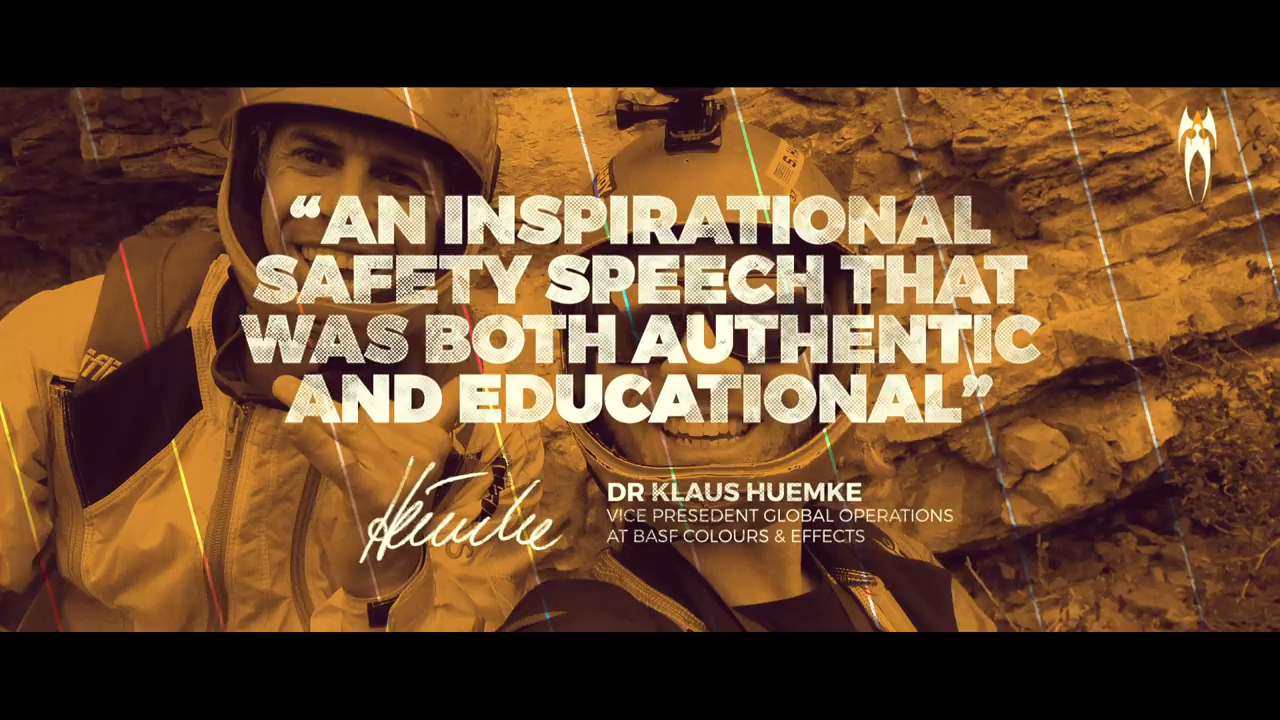 “AN INSPIRATIONAL
SAFETY SPEECH THAT
WAS BOTH AUTHENTIC
AND EDUCATIONAL”
Huemke
DR KLAUS HUEMKE
VICE PRESEDENT GLOBAL OPERATIONS
AT BASF COLOURS & EFFECTS